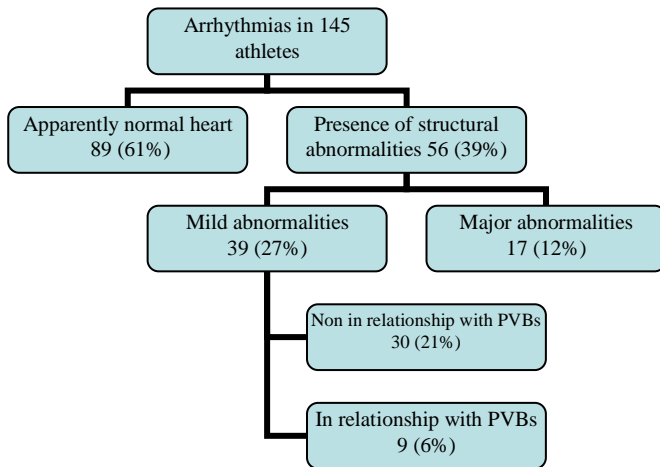 Arrhythmias in 145
athletes
Apparently normal heart
89 (61%)
Presence of structural
abnormalities 56 (39%)
Mild abnormalities
39 (27%)
Major abnormalities
17 (12%)
Non in relationship with PVBs
30 (21%)
In relationship with PVBs
9 (6%)